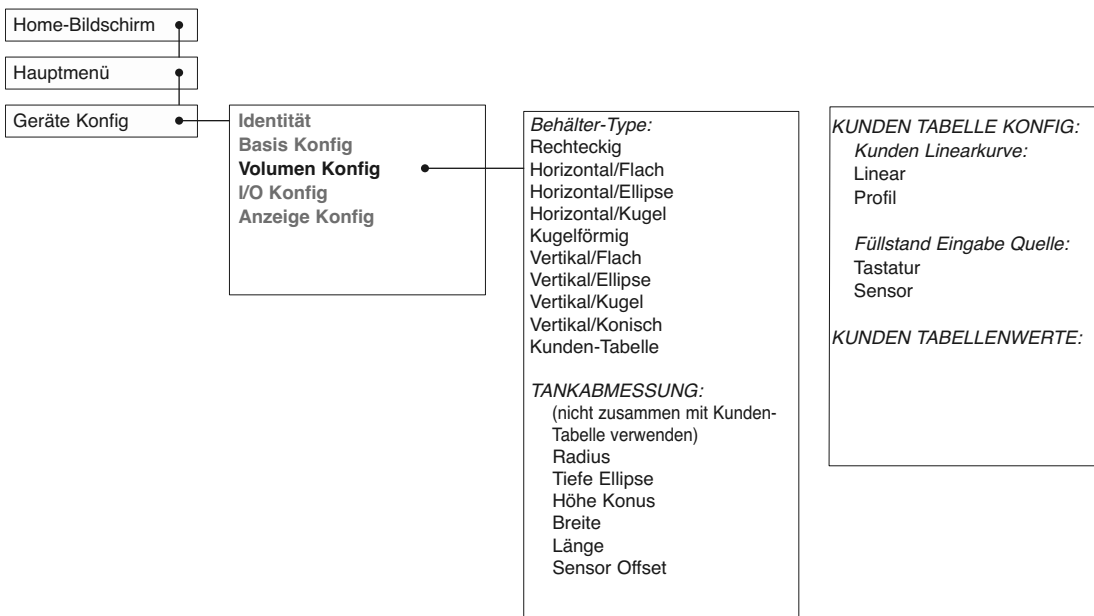 Home-Bildschirm
Hauptmenü
Geräte Konfig
Identität
Basis Konfig
Volumen Konfig
I/O Konfig
Anzeige Konfig
Behälter-Type:
Rechteckig
Horizontal/Flach
Horizontal/Ellipse
Horizontal/Kugel
Kugelförmig
Vertikal/Flach
Vertikal/Ellipse
Vertikal/Kugel
Vertikal/Konisch
Kunden-Tabelle
TANKABMESSUNG:
(nicht zusammen mit Kunden-
Tabelle verwenden)
Radius
Tiefe Ellipse
Höhe Konus
Breite
Länge
Sensor Offset
KUNDEN TABELLE KONFIG:
Kunden Linearkurve:
Linear
Profil
Füllstand Eingabe Quelle:
Tastatur
Sensor
KUNDEN TABELLENWERTE: